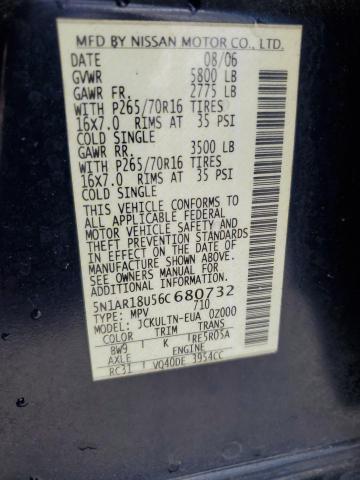 MFD BY NISSAN MOTOR CO., LTD.
DATE 08/06
GVWR 5800 LB
GAWR FR. 2775 LB
WITH P265/70R16 TIRES
16X7.0 RIMS AT 35 PSI
COLD SINGLE
GAWR RR. 3500 LB
WITH P265/70R16 TIRES
16X7.0 RIMS AT 35 PSI
COLD SINGLE
THIS VEHICLE CONFORMS TO
ALL APPLICABLE FEDERAL
MOTOR VEHICLE SAFETY AND
THEFT PREVENTION STANDARDS
IN EFFECT ON THE DATE OF
MANUFACTURE SHOWN ABOVE.
SEE OWNERS MANUAL FOR
ADDITIONAL INFORMATION
5N1AR18U56C680732
TYPE: MPV 710
MODEL: JCKULTN-EUA 02000
COLOR TRIM TRANS
BW9 K RE5R05A
AXLE ENGINE
RC31 VQ40DE 3954CC